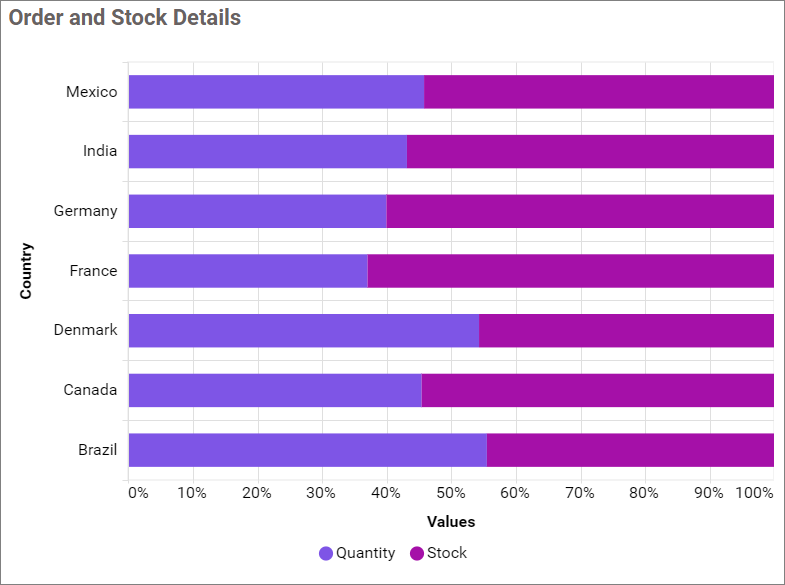 Order and Stock Details
Mexico
India
Germany
France
Denmark
Canada
Brazil
Country
0% 10% 20% 30% 40% 50% 60% 70% 80% 90% 100%
Values
Quantity Stock